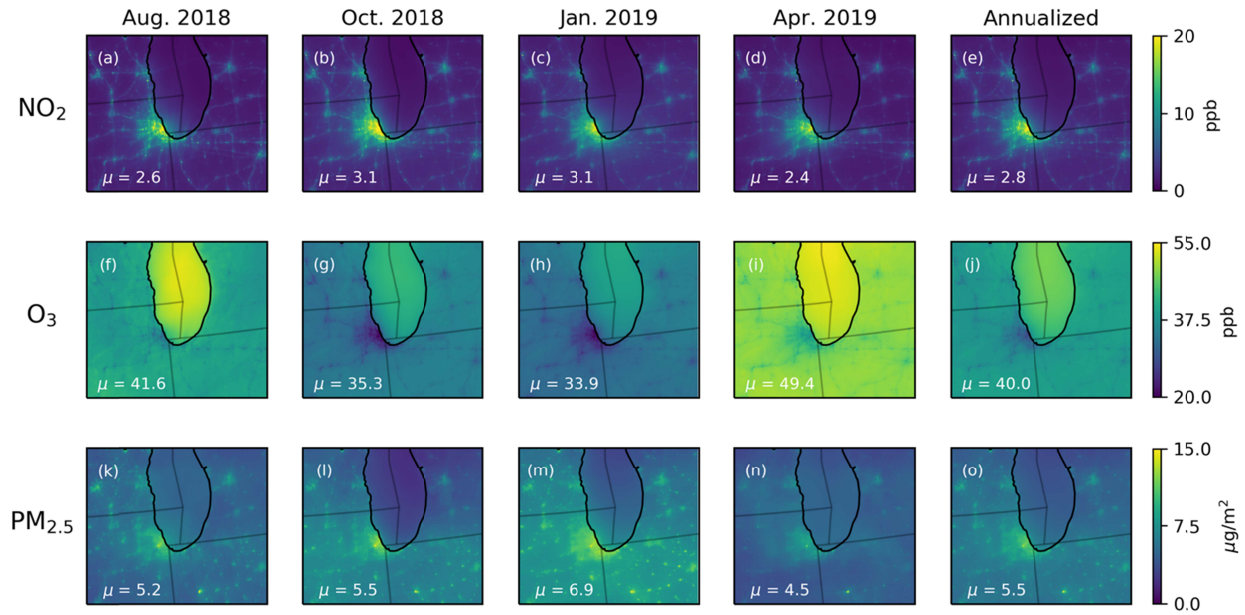 Aug. 2018 Oct. 2018 Jan. 2019 Apr. 2019 Annualized
NO2 (a) (b) (c) (d) (e) 20
10 ppb
μ = 2.6 μ = 3.1 μ = 3.1 μ = 2.4 μ = 2.8 0
O3 (f) (g) (h) (i) (j) 55.0
37.5 ppb
μ = 41.6 μ = 35.3 μ = 33.9 μ = 49.4 μ = 40.0 20.0
PM2.5 (k) (l) (m) (n) (o) 15.0
7.5 μg/m²
μ = 5.2 μ = 5.5 μ = 6.9 μ = 4.5 μ = 5.5 0.0